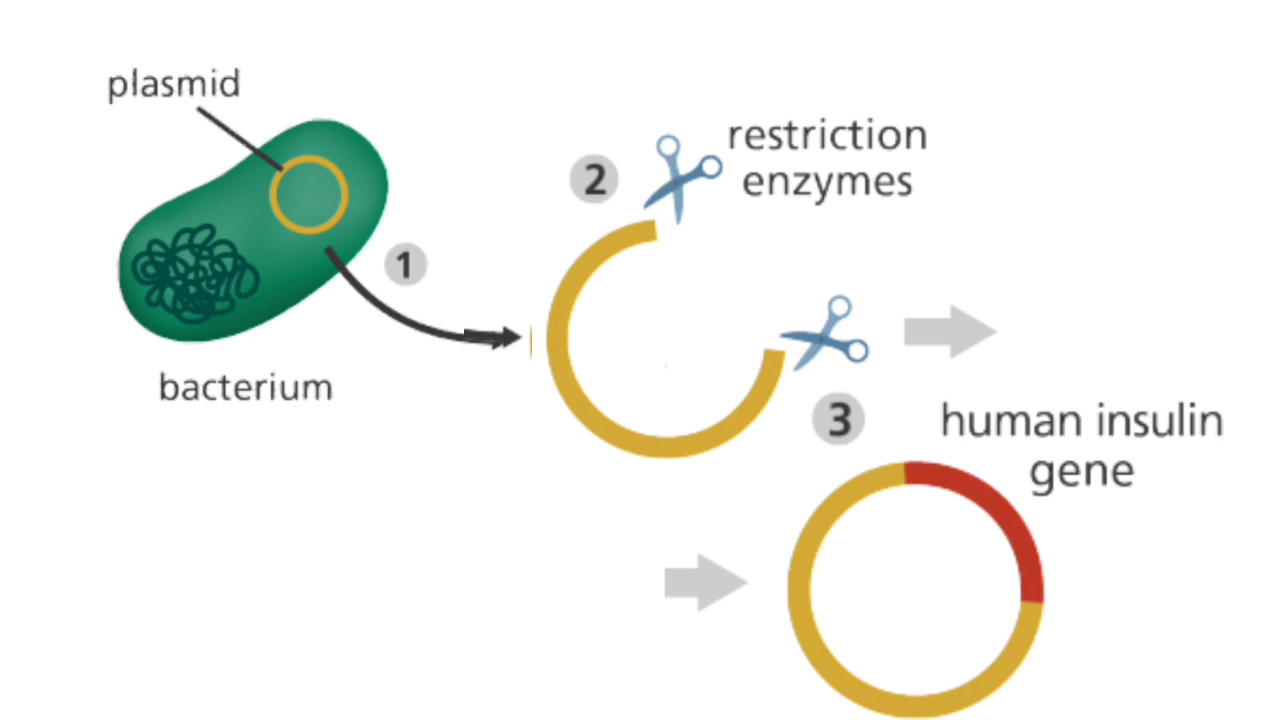 plasmid
restriction
enzymes
2
1
bacterium
3
human insulin
gene